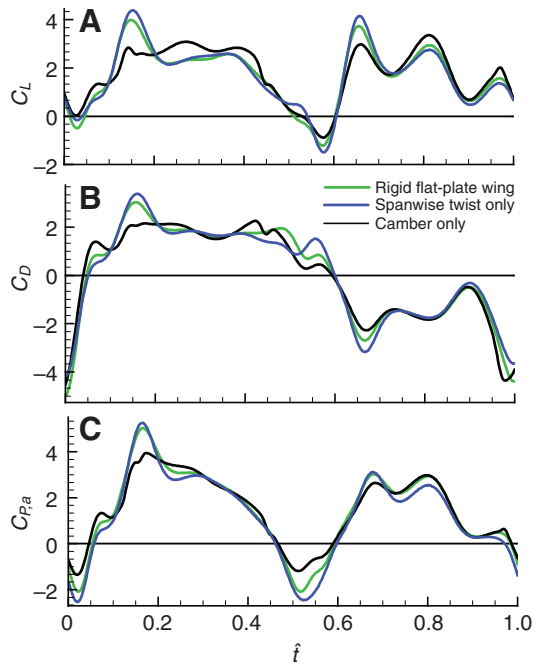 A
4
2
0
−2
C_L
B
Rigid flat-plate wing
Spanwise twist only
Camber only
2
0
−2
−4
C_D
C
4
2
0
−2
C_P,a
0 0.2 0.4 0.6 0.8 1.0
t̂